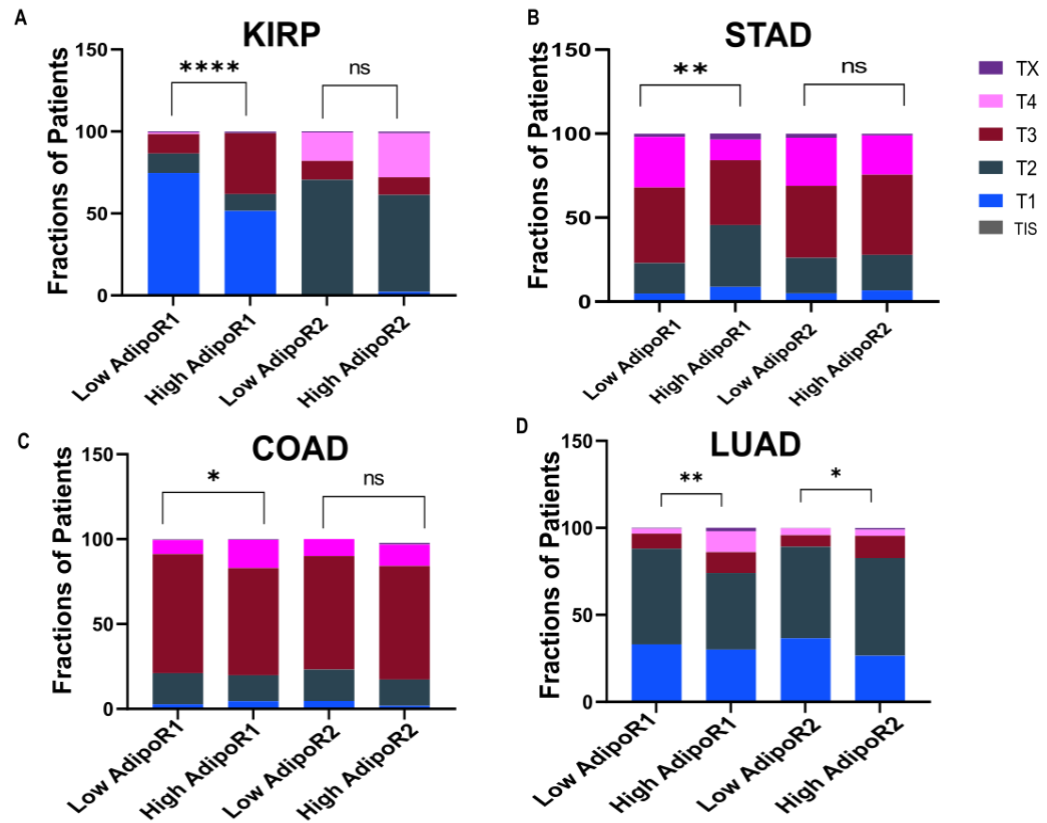 A
KIRP
Fractions of Patients
150
100
50
0
****
ns
Low AdipoR1
High AdipoR1
Low AdipoR2
High AdipoR2
B
STAD
Fractions of Patients
150
100
50
0
**
ns
Low AdipoR1
High AdipoR1
Low AdipoR2
High AdipoR2
TX
T4
T3
T2
T1
TIS
C
COAD
Fractions of Patients
150
100
50
0
*
ns
Low AdipoR1
High AdipoR1
Low AdipoR2
High AdipoR2
D
LUAD
Fractions of Patients
150
100
50
0
**
*
Low AdipoR1
High AdipoR1
Low AdipoR2
High AdipoR2